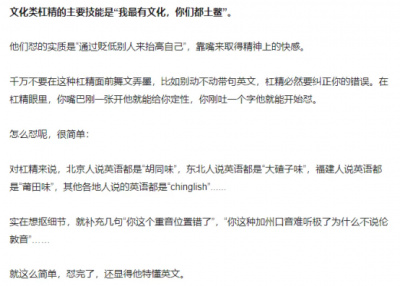 文化类杠精的主要技能是“我最有文化，你们都土鳖”。
他们怼的实质是“通过贬低别人来抬高自己”，靠嘴来取得精神上的快感。
千万不要在这种杠精面前舞文弄墨，比如别动不动带句英文，杠精必然要纠正你的错误。在
杠精眼里，你嘴巴刚一张开他就能给你定性，你刚吐一个字他就能开始怼。
怎么怼呢，很简单：
对杠精来说，北京人说英语都是“胡同味”，东北人说英语都是“大碴子味”，福建人说英语都
是“莆田味”，其他各地人说的英语都是“chinglish”......
实在想抠细节，就补充几句“你这个重音位置错了”，“你这种加州口音难听极了为什么不说伦
敦音”……
就这么简单，怼完了，还显得他特懂英文。